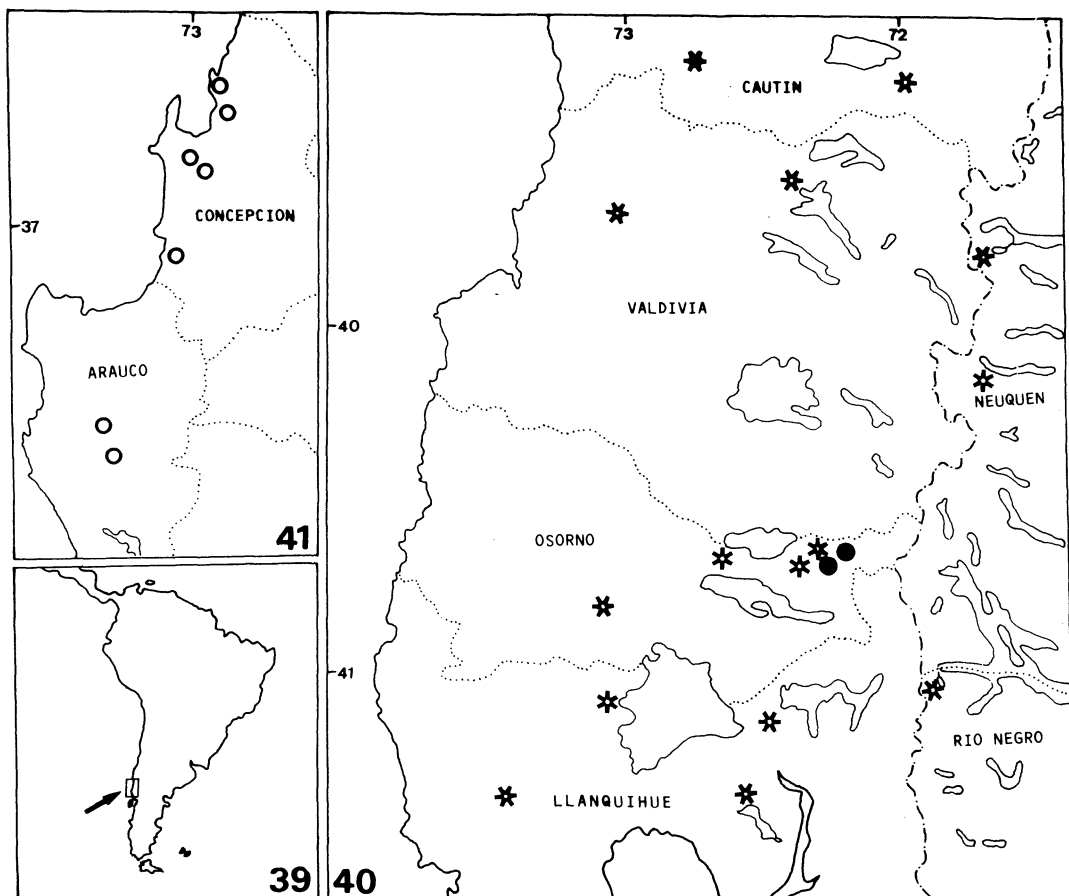 73
37
CONCEPCION
ARAUCO
41
39
73
72
CAUTIN
VALDIVIA
40
NEUQUEN
OSORNO
41
RIO NEGRO
LLANQUIHUE
40